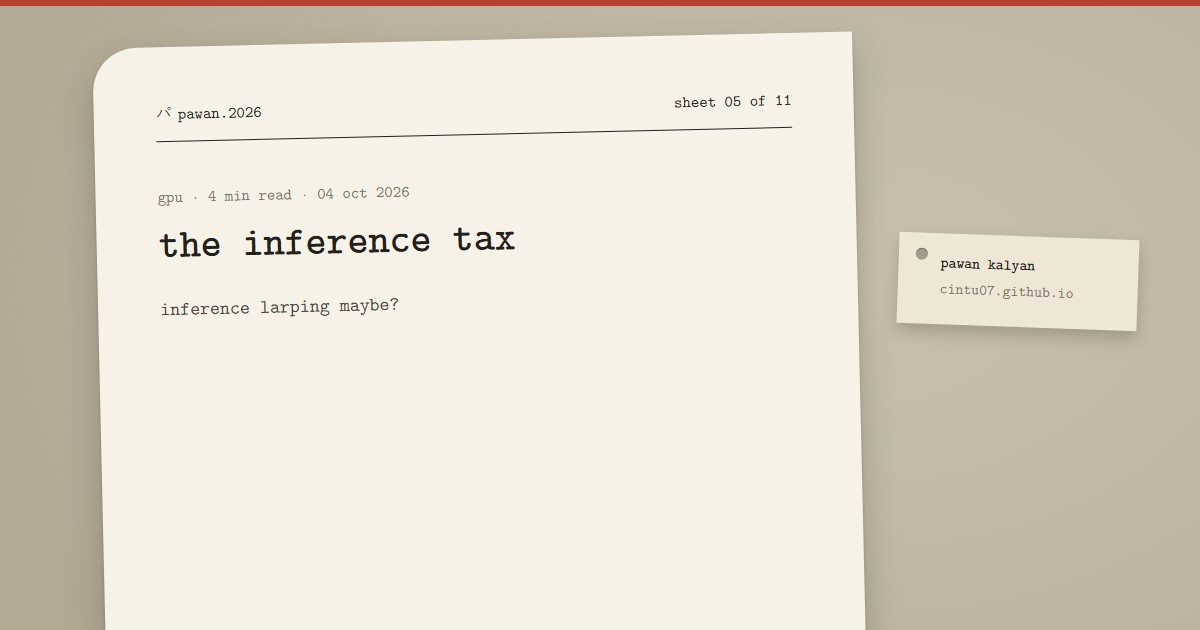 パ pawan.2026
sheet 05 of 11
gpu · 4 min read · 04 oct 2026
the inference tax
inference larping maybe?
pawan kalyan
cintu07.github.io